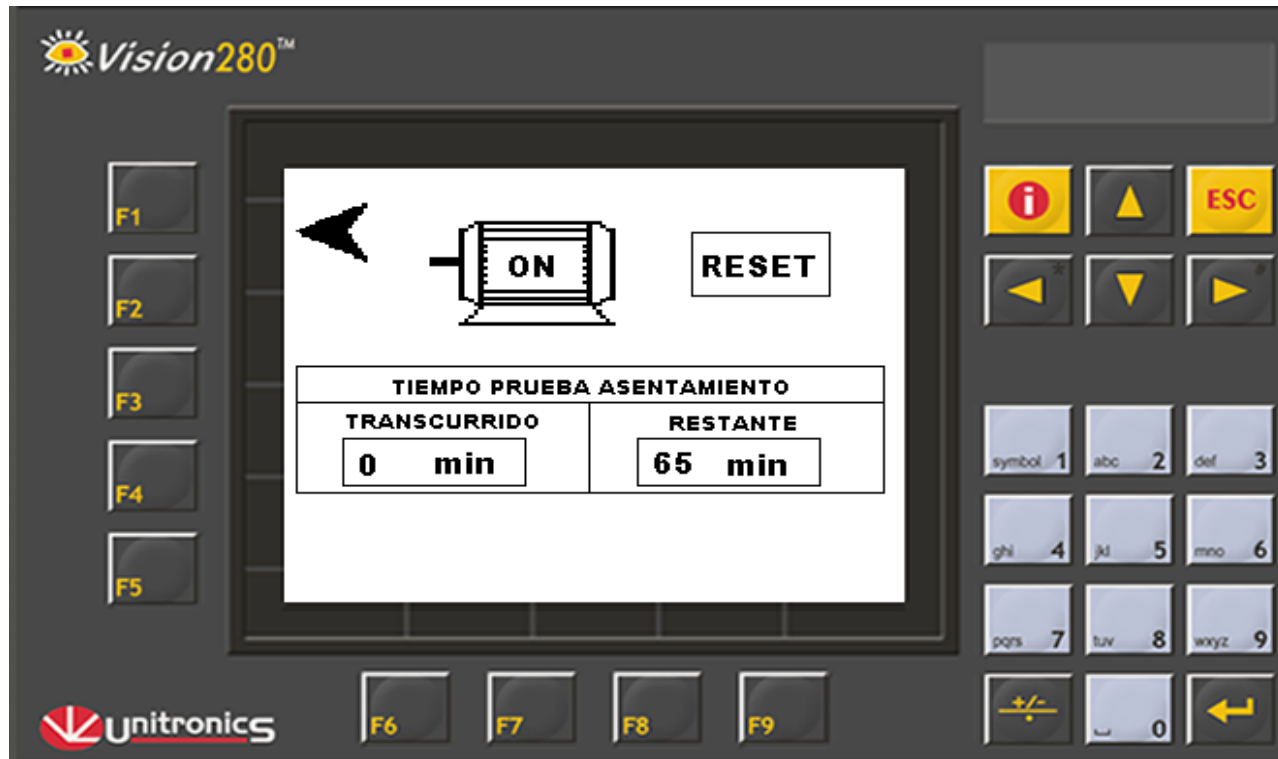 Vision280™
F1
F2
F3
F4
F5
ON
RESET
TIEMPO PRUEBA ASENTAMIENTO
TRANSCURRIDO RESTANTE
0 min 65 min
i ESC
* #
symbol 1 abc 2 def 3
ghi 4 jkl 5 mno 6
pqrs 7 tuv 8 wxyz 9
+/- . 0
F6 F7 F8 F9
unitronics